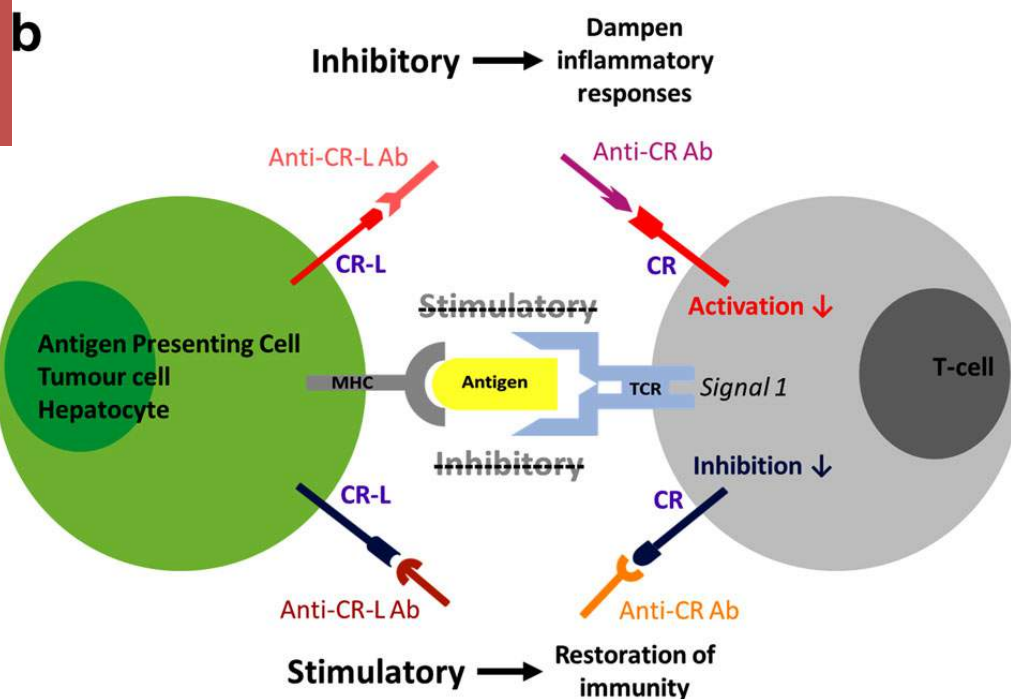 b
Inhibitory
Dampen
inflammatory
responses
Anti-CR-L Ab
Anti-CR Ab
CR-L
CR
Stimulatory
Activation ↓
Antigen Presenting Cell
Tumour cell
Hepatocyte
MHC
Antigen
TCR
Signal 1
T-cell
Inhibitory
Inhibition ↓
CR-L
CR
Anti-CR-L Ab
Anti-CR Ab
Stimulatory
Restoration of
immunity